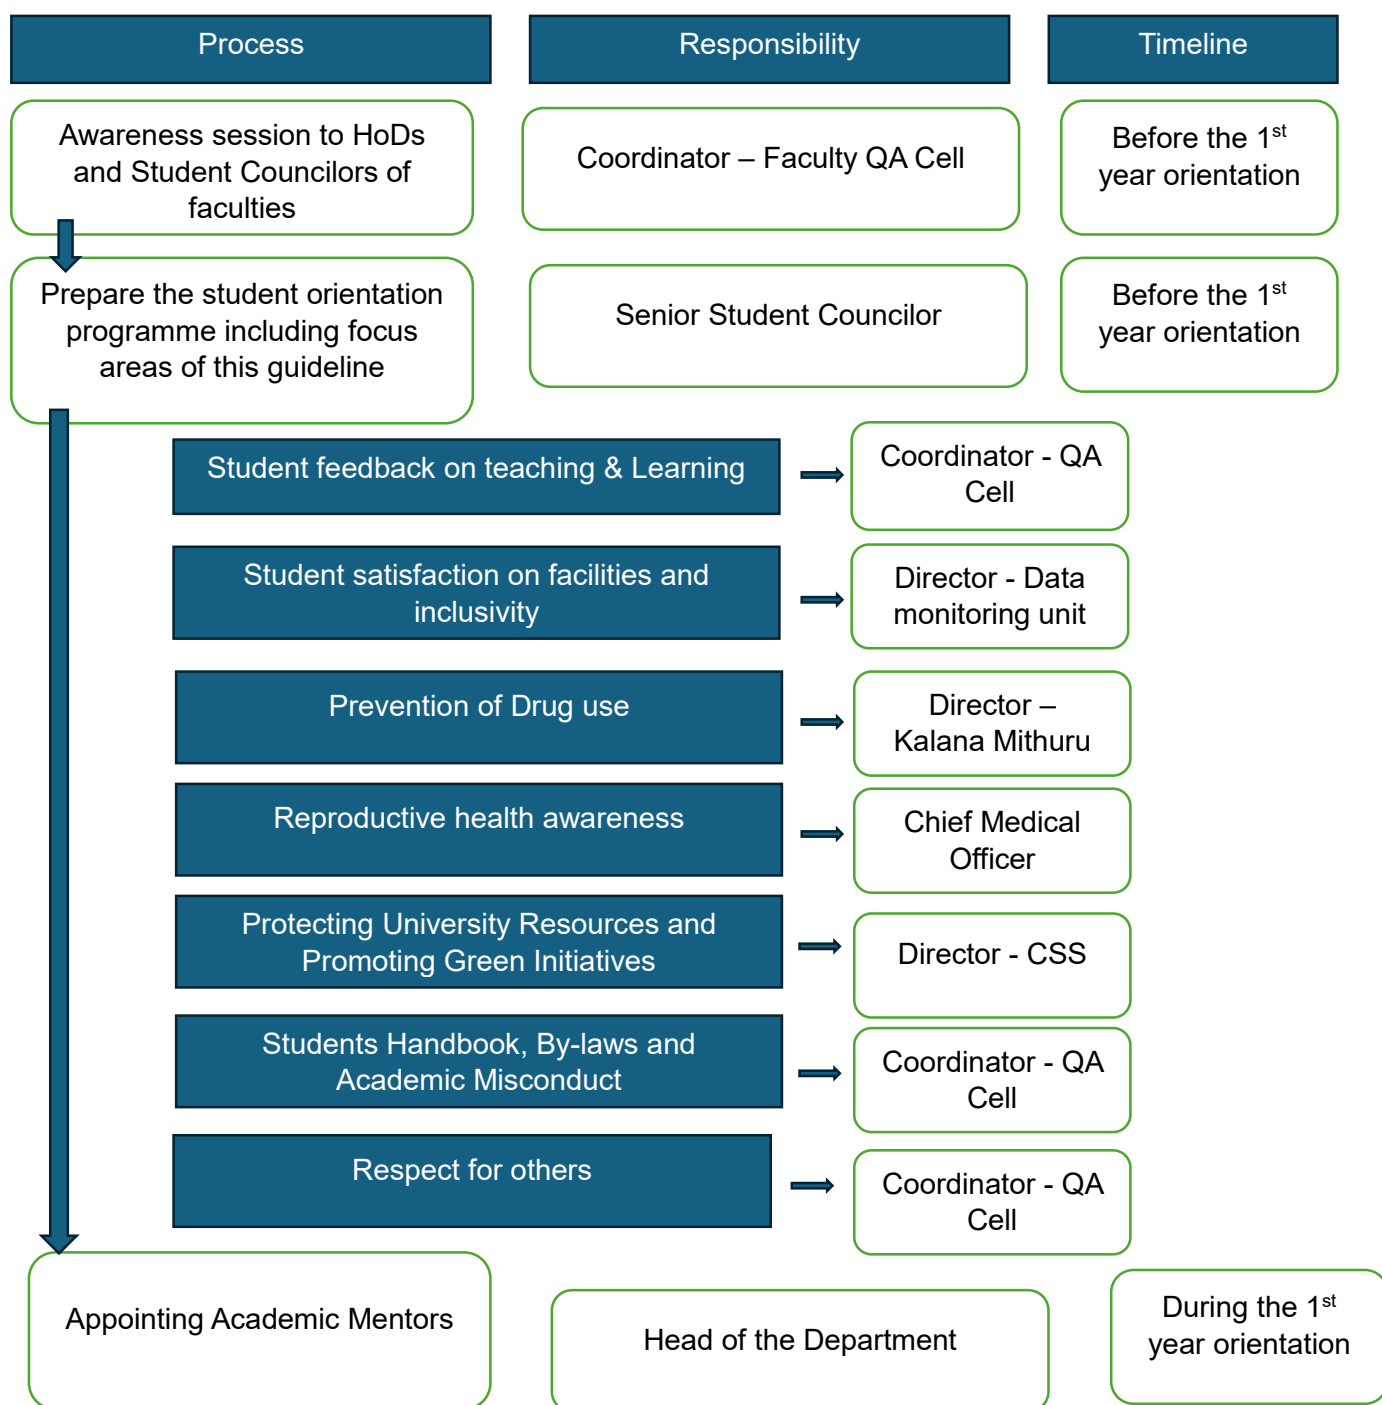 Process
Responsibility
Timeline
Awareness session to HoDs
and Student Councilors of
faculties
Coordinator – Faculty QA Cell
Before the 1st
year orientation
Prepare the student orientation
programme including focus
areas of this guideline
Senior Student Councilor
Before the 1st
year orientation
Student feedback on teaching & Learning
Coordinator - QA
Cell
Student satisfaction on facilities and
inclusivity
Director - Data
monitoring unit
Prevention of Drug use
Director –
Kalana Mithuru
Reproductive health awareness
Chief Medical
Officer
Protecting University Resources and
Promoting Green Initiatives
Director - CSS
Students Handbook, By-laws and
Academic Misconduct
Coordinator - QA
Cell
Respect for others
Coordinator - QA
Cell
Appointing Academic Mentors
Head of the Department
During the 1st
year orientation